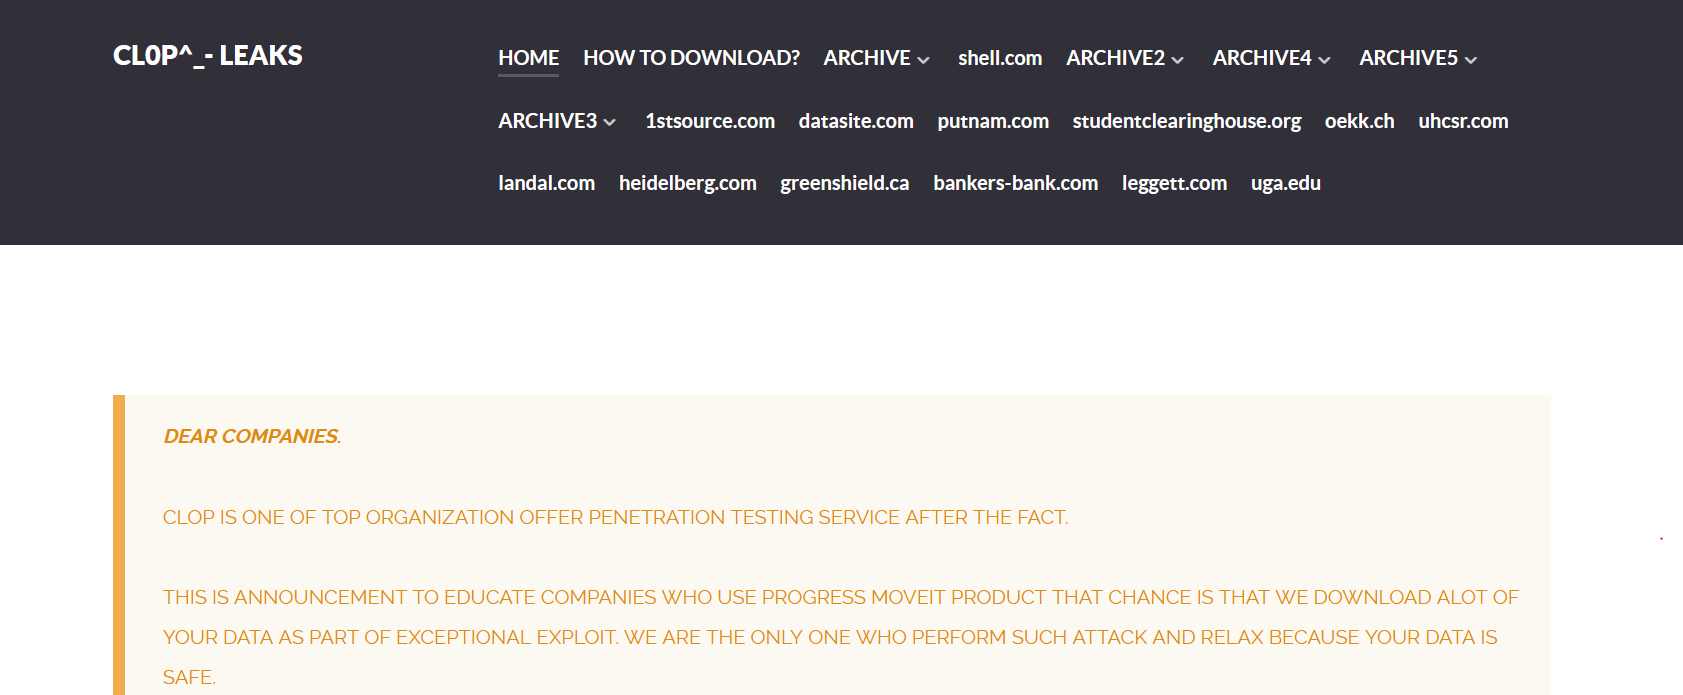 CL0P^_- LEAKS
HOME HOW TO DOWNLOAD? ARCHIVE shell.com ARCHIVE2 ARCHIVE4 ARCHIVE5
ARCHIVE3 1stsource.com datasite.com putnam.com studentclearinghouse.org oekk.ch uhcsr.com
landal.com heidelberg.com greenshield.ca bankers-bank.com leggett.com uga.edu
DEAR COMPANIES.
CLOP IS ONE OF TOP ORGANIZATION OFFER PENETRATION TESTING SERVICE AFTER THE FACT.
THIS IS ANNOUNCEMENT TO EDUCATE COMPANIES WHO USE PROGRESS MOVEIT PRODUCT THAT CHANCE IS THAT WE DOWNLOAD ALOT OF
YOUR DATA AS PART OF EXCEPTIONAL EXPLOIT. WE ARE THE ONLY ONE WHO PERFORM SUCH ATTACK AND RELAX BECAUSE YOUR DATA IS
SAFE.